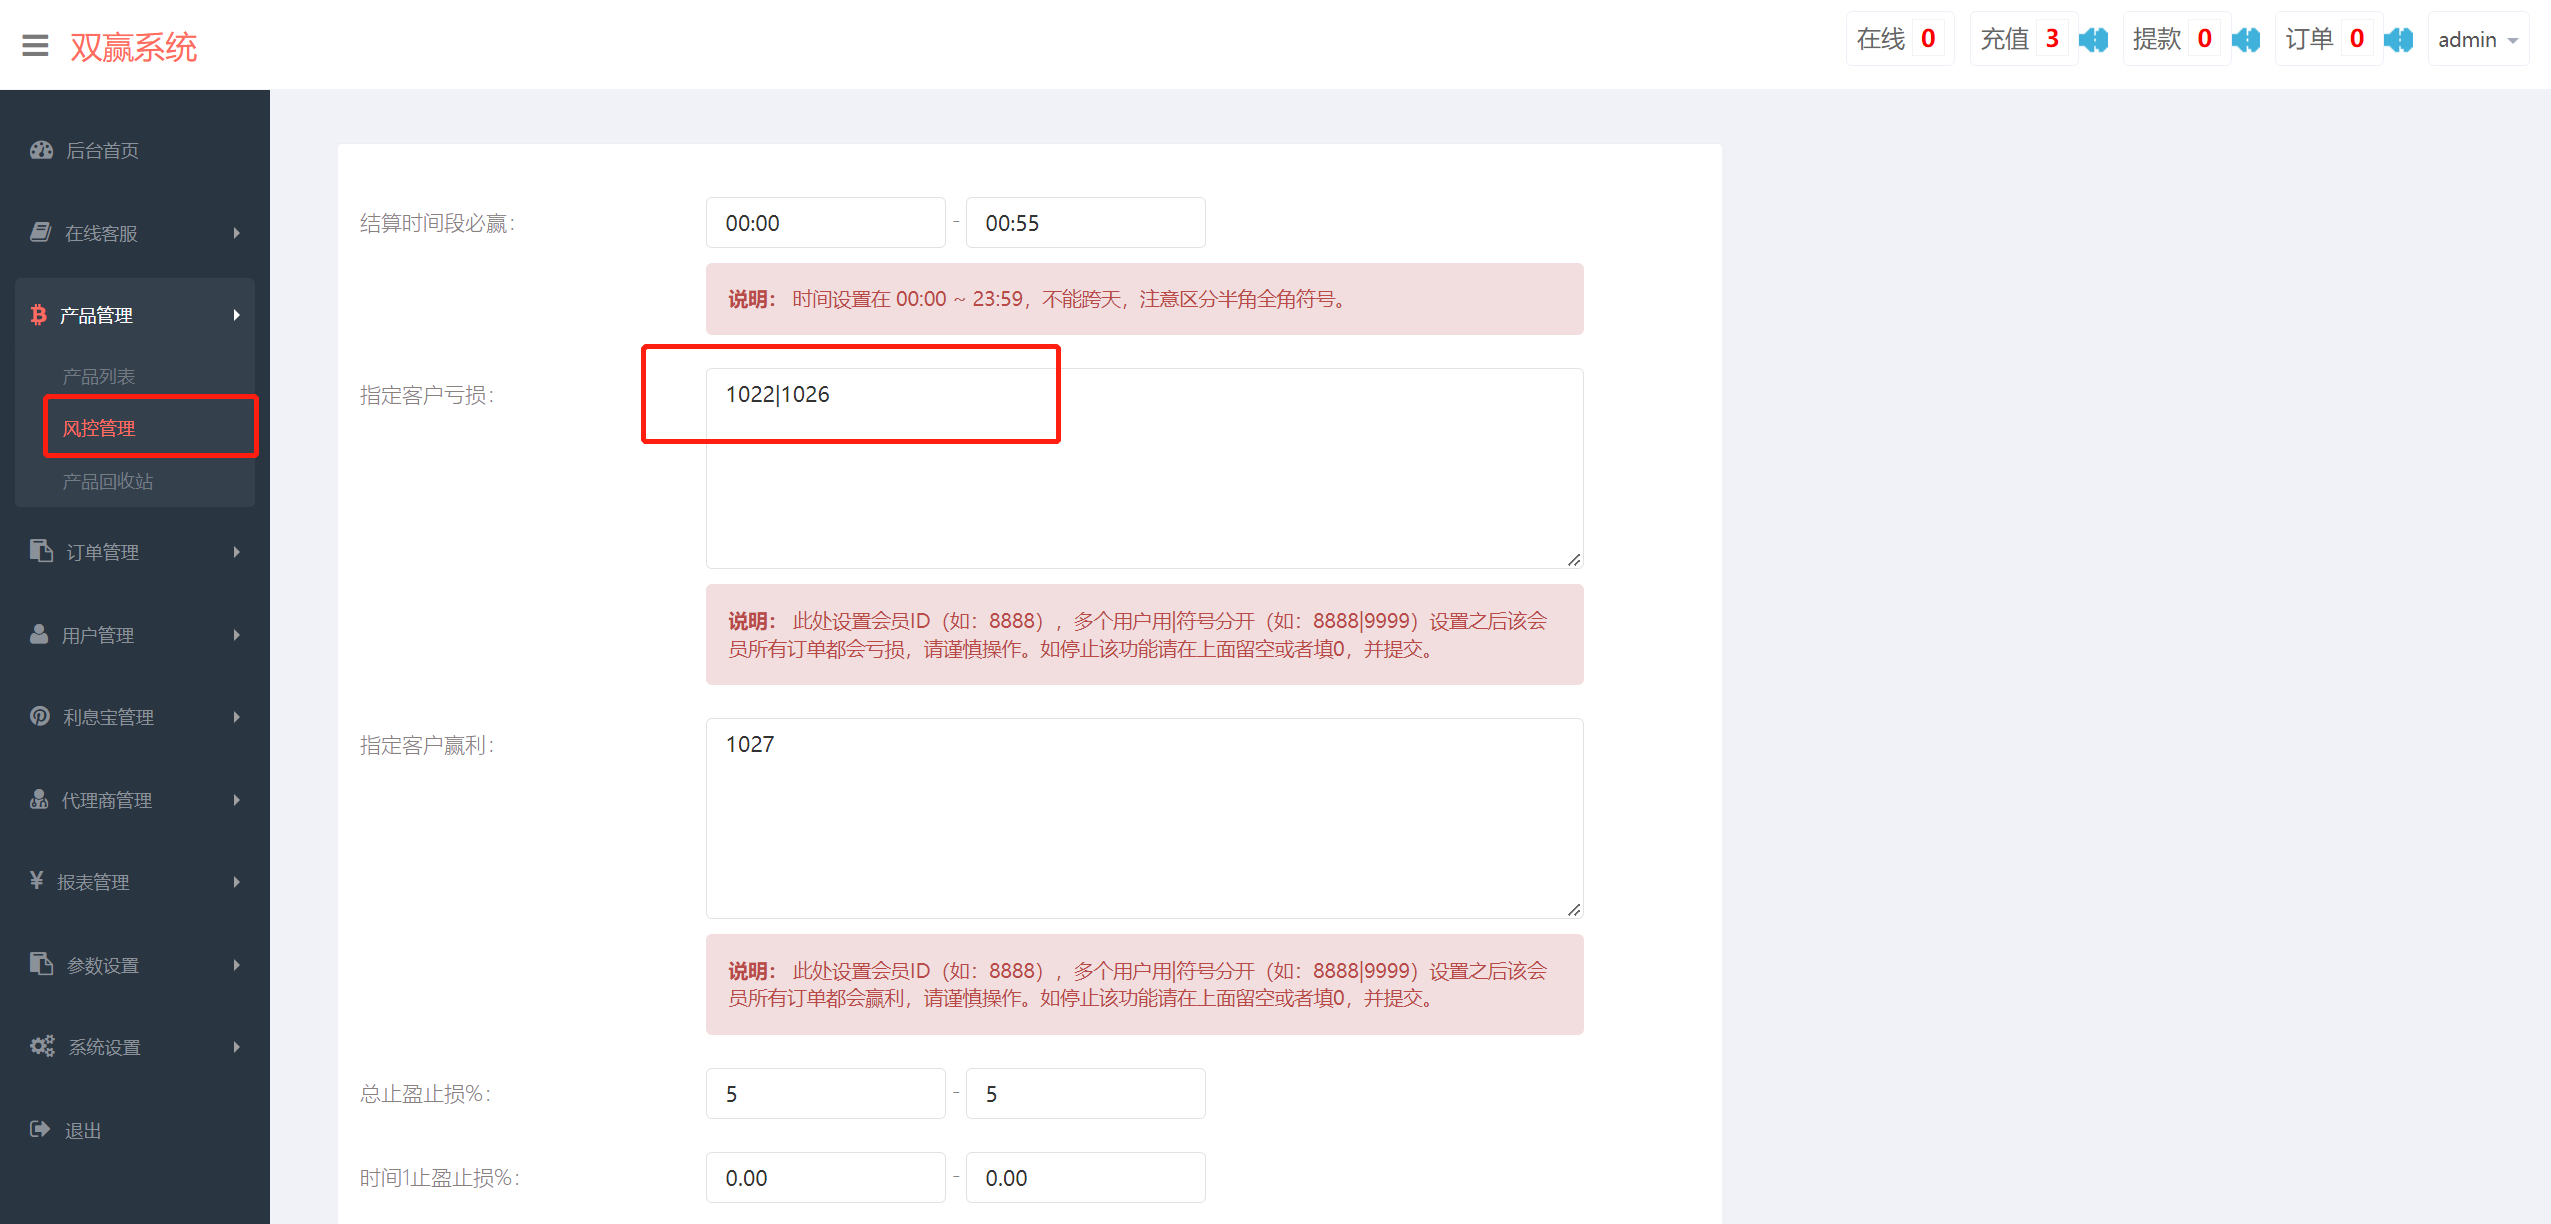 双赢系统
在线 0
充值 3
提款 0
订单 0
admin
后台首页
在线客服
产品管理
产品列表
风控管理
产品回收站
订单管理
用户管理
利息宝管理
代理商管理
报表管理
参数设置
系统设置
退出
结算时间段必赢：
00:00 - 00:55
说明： 时间设置在 00:00 ~ 23:59，不能跨天，注意区分半角全角符号。
指定客户亏损：
1022|1026
说明： 此处设置会员ID（如：8888），多个用户用|符号分开（如：8888|9999）设置之后该会
员所有订单都会亏损，请谨慎操作。如停止该功能请在上面留空或者填0，并提交。
指定客户赢利：
1027
说明： 此处设置会员ID（如：8888），多个用户用|符号分开（如：8888|9999）设置之后该会
员所有订单都会赢利，请谨慎操作。如停止该功能请在上面留空或者填0，并提交。
总止盈止损%：
5 - 5
时间1止盈止损%：
0.00 - 0.00